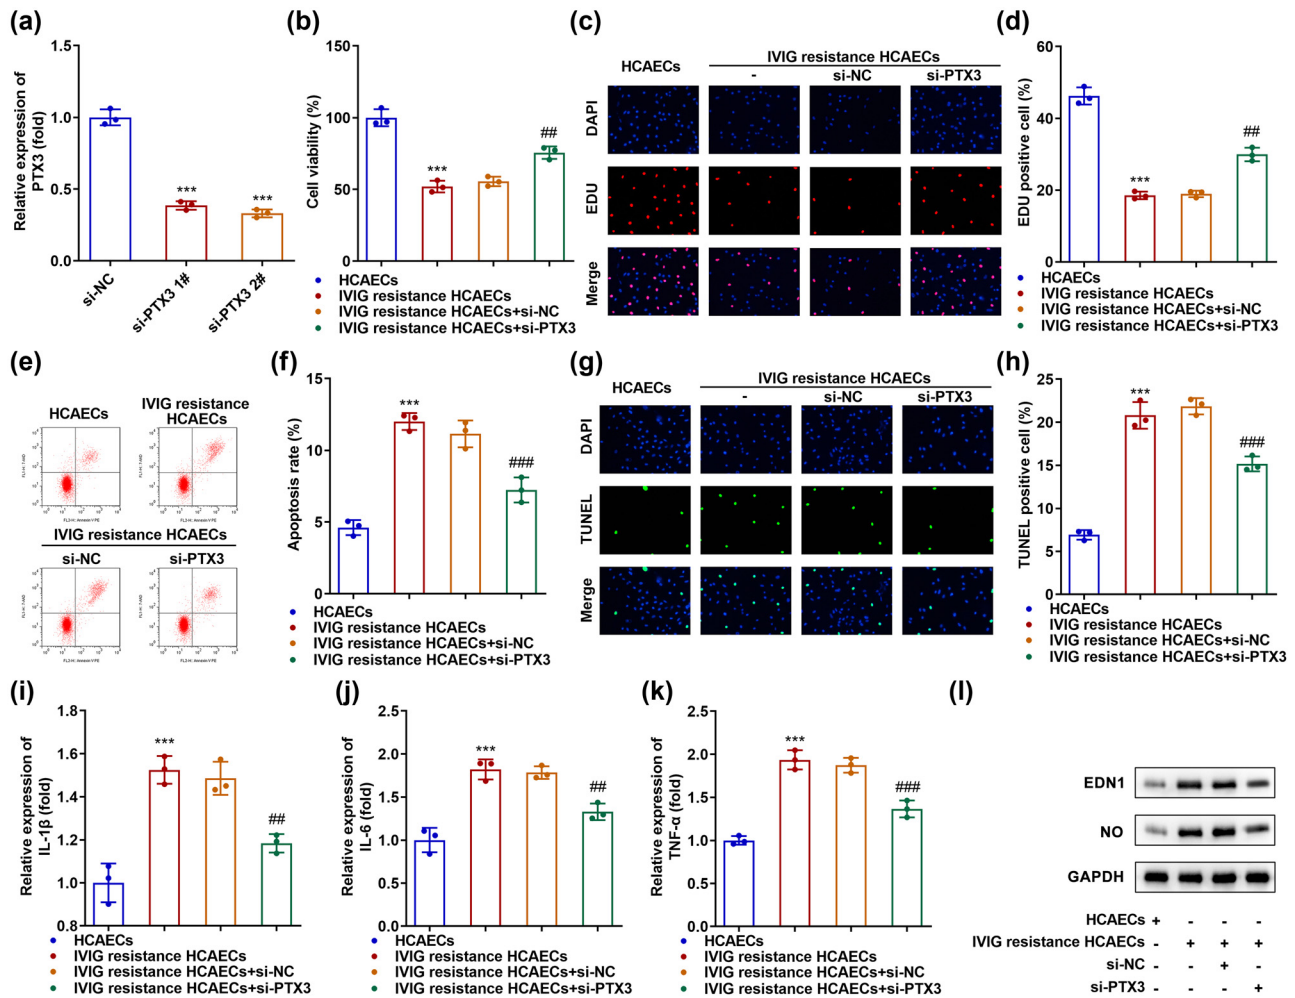 (a)
Relative expression of
PTX3 (fold)
1.5
1.0
0.5
0.0
***
***
si-NC
si-PTX3 1#
si-PTX3 2#
(b)
Cell viability (%)
150
100
50
0
***
##
HCAECs
IVIG resistance HCAECs
IVIG resistance HCAECs+si-NC
IVIG resistance HCAECs+si-PTX3
(c)
IVIG resistance HCAECs
HCAECs
-
si-NC
si-PTX3
DAPI
EDU
Merge
(d)
EDU positive cell (%)
60
40
20
0
***
##
HCAECs
IVIG resistance HCAECs
IVIG resistance HCAECs+si-NC
IVIG resistance HCAECs+si-PTX3
(e)
HCAECs
IVIG resistance
HCAECs
IVIG resistance HCAECs
si-NC
si-PTX3
FL3-H: Annexin V-PE
FL3-H: Annexin V-PE
FL3-H: Annexin V-PE
FL3-H: Annexin V-PE
(f)
Apoptosis rate (%)
15
10
5
0
***
###
HCAECs
IVIG resistance HCAECs
IVIG resistance HCAECs+si-NC
IVIG resistance HCAECs+si-PTX3
(g)
IVIG resistance HCAECs
HCAECs
-
si-NC
si-PTX3
DAPI
TUNEL
Merge
(h)
TUNEL positive cell (%)
25
20
15
10
5
0
***
###
HCAECs
IVIG resistance HCAECs
IVIG resistance HCAECs+si-NC
IVIG resistance HCAECs+si-PTX3
(i)
Relative expression of
IL-1β (fold)
1.8
1.6
1.4
1.2
1.0
0.8
***
##
HCAECs
IVIG resistance HCAECs
IVIG resistance HCAECs+si-NC
IVIG resistance HCAECs+si-PTX3
(j)
Relative expression of
IL-6 (fold)
2.5
2.0
1.5
1.0
0.5
0.0
***
##
HCAECs
IVIG resistance HCAECs
IVIG resistance HCAECs+si-NC
IVIG resistance HCAECs+si-PTX3
(k)
Relative expression of
TNF-α (fold)
2.5
2.0
1.5
1.0
0.5
0.0
***
###
HCAECs
IVIG resistance HCAECs
IVIG resistance HCAECs+si-NC
IVIG resistance HCAECs+si-PTX3
(l)
EDN1
NO
GAPDH
HCAECs + - - -
IVIG resistance HCAECs - + + +
si-NC - - + -
si-PTX3 - - - +